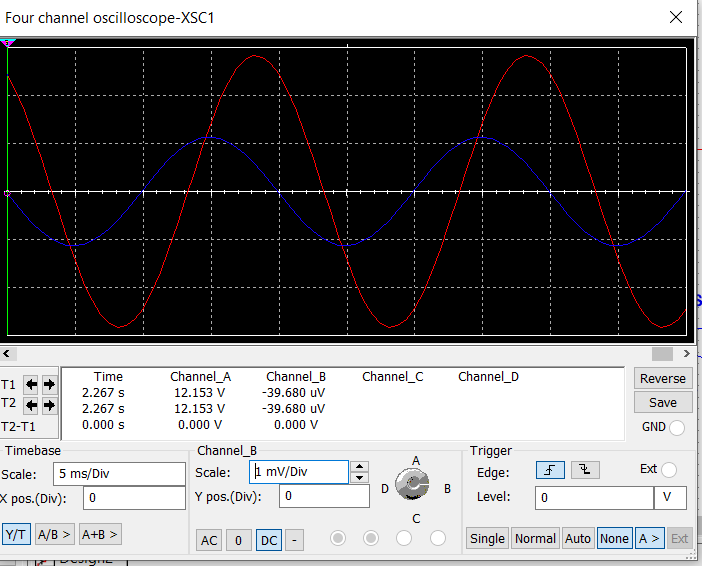 Four channel oscilloscope-XSC1
Time Channel_A Channel_B Channel_C Channel_D
T1 2.267 s 12.153 V -39.680 uV
T2 2.267 s 12.153 V -39.680 uV
T2-T1 0.000 s 0.000 V 0.000 V
Reverse
Save
GND
Timebase
Scale: 5 ms/Div
X pos.(Div): 0
Y/T A/B > A+B >
Channel_B
Scale: 1 mV/Div
Y pos.(Div): 0
AC 0 DC -
A
D B
C
Trigger
Edge: Ext
Level: 0 V
Single Normal Auto None A > Ext